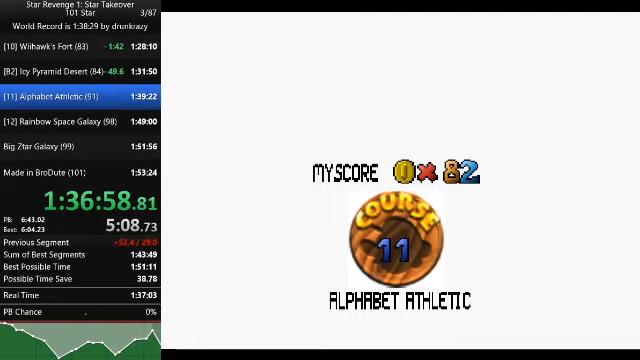 Star Revenge 1: Star Takeover
101 Star 3/87
World Record is 1:38:29 by drunkrazy
[10] Wiihawk's Fort (83) -1:42 1:28:10
[B2] Icy Pyramid Desert (84) -49.6 1:31:50
[11] Alphabet Athletic (91) 1:39:22
[12] Rainbow Space Galaxy (98) 1:49:00
Big Ztar Galaxy (99) 1:51:56
Made in BroDute (101) 1:53:24
1:36:58.81
PB: 6:43.02
Best: 6:04.23
5:08.73
Previous Segment +52.4 / 29.0
Sum of Best Segments 1:43:49
Best Possible Time 1:51:11
Possible Time Save 38.78
Real Time 1:37:03
PB Chance . 0%
MYSCORE 0×82
COURSE
11
ALPHABET ATHLETIC